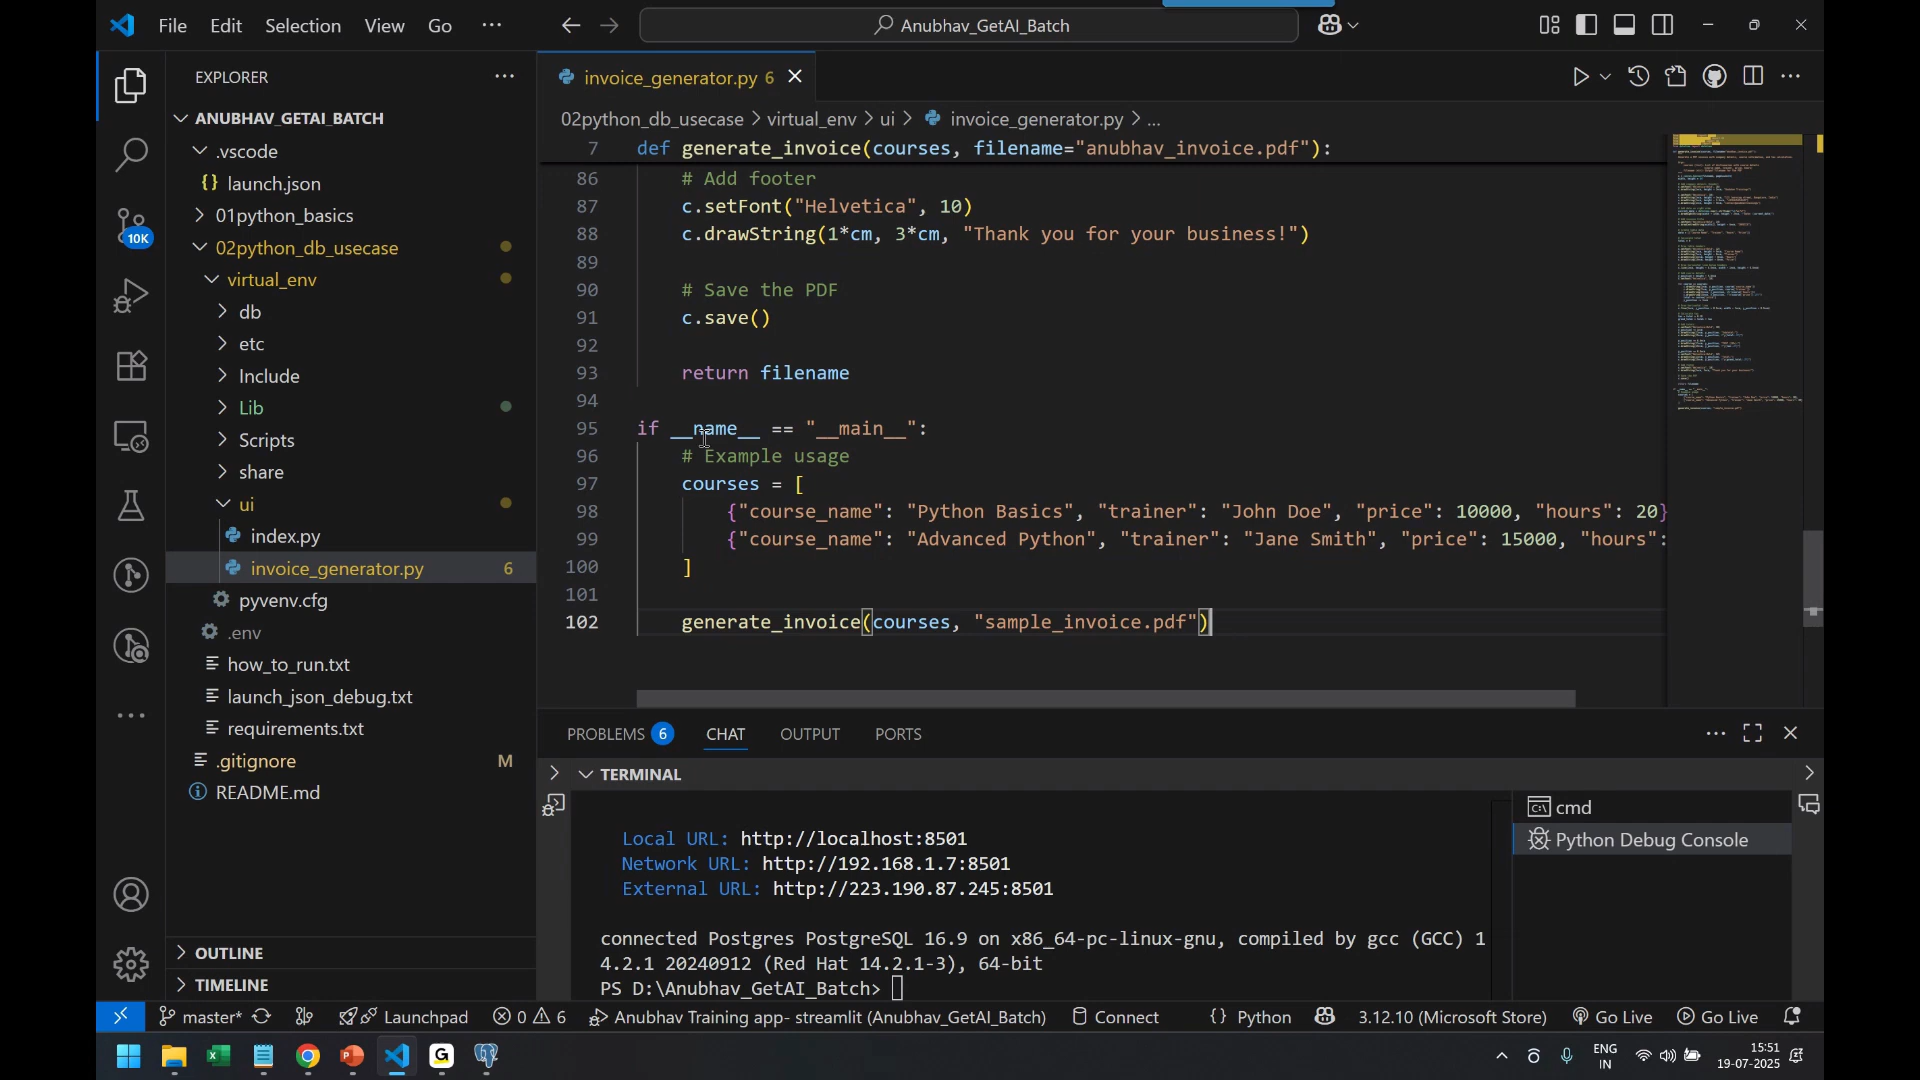 File Edit Selection View Go ··· Anubhav_GetAI_Batch
EXPLORER ···
invoice_generator.py 6
ANUBHAV_GETAI_BATCH
02python_db_usecase > virtual_env > ui > invoice_generator.py > ...
.vscode
7 def generate_invoice(courses, filename="anubhav_invoice.pdf"):
{} launch.json
86 # Add footer
01python_basics
87 c.setFont("Helvetica", 10)
02python_db_usecase
88 c.drawString(1*cm, 3*cm, "Thank you for your business!")
virtual_env
89
db
90 # Save the PDF
etc
91 c.save()
Include
92
Lib
93 return filename
Scripts
94
share
95 if __name__ == "__main__":
ui
96 # Example usage
index.py
97 courses = [
invoice_generator.py 6
98 {"course_name": "Python Basics", "trainer": "John Doe", "price": 10000, "hours": 20}
pyvenv.cfg
99 {"course_name": "Advanced Python", "trainer": "Jane Smith", "price": 15000, "hours":
.env
100 ]
how_to_run.txt
101
launch_json_debug.txt
102 generate_invoice(courses, "sample_invoice.pdf")
requirements.txt
.gitignore M
README.md
10K
PROBLEMS 6 CHAT OUTPUT PORTS
TERMINAL
Local URL: http://localhost:8501
Network URL: http://192.168.1.7:8501
External URL: http://223.190.87.245:8501
connected Postgres PostgreSQL 16.9 on x86_64-pc-linux-gnu, compiled by gcc (GCC) 1
4.2.1 20240912 (Red Hat 14.2.1-3), 64-bit
PS D:\Anubhav_GetAI_Batch>
cmd
Python Debug Console
OUTLINE
TIMELINE
master* Launchpad 0 6 Anubhav Training app- streamlit (Anubhav_GetAI_Batch) Connect {} Python 3.12.10 (Microsoft Store) Go Live Go Live
ENG
IN
15:51
19-07-2025